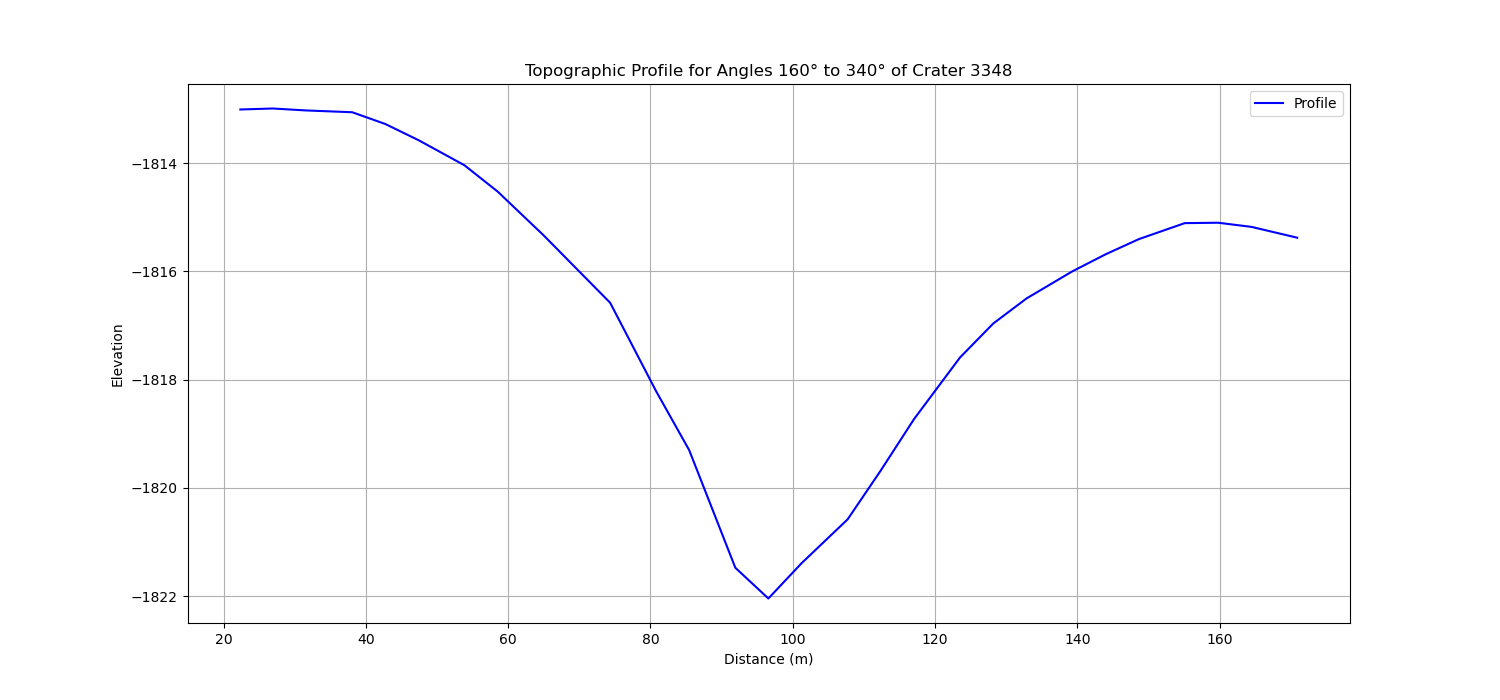 Topographic Profile for Angles 160° to 340° of Crater 3348
Profile
−1814
−1816
−1818
−1820
−1822
Elevation
20 40 60 80 100 120 140 160
Distance (m)